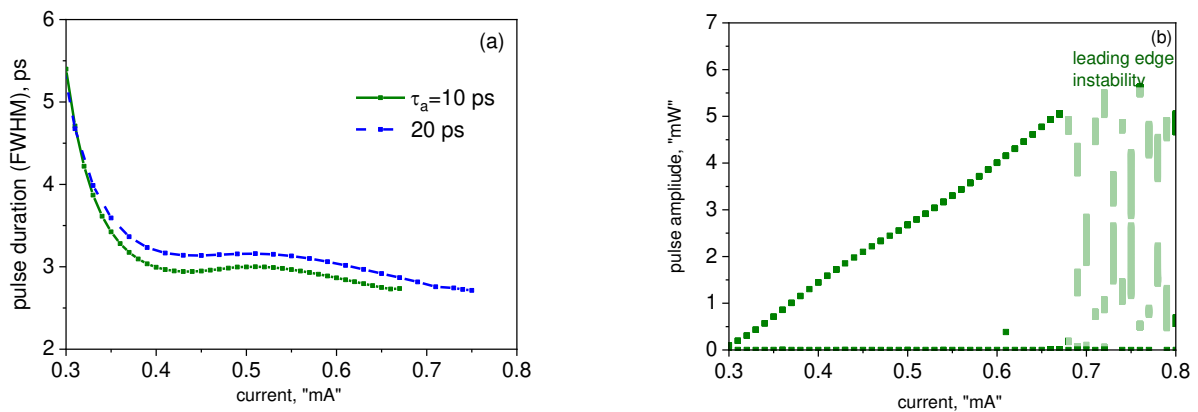 6
5
4
3
2
0.3 0.4 0.5 0.6 0.7 0.8
pulse duration (FWHM), ps
current, "mA"
(a)
τa=10 ps
20 ps
7
6
5
4
3
2
1
0
0.3 0.4 0.5 0.6 0.7 0.8
pulse ampliude, "mW"
current, "mA"
(b)
leading edge
instability